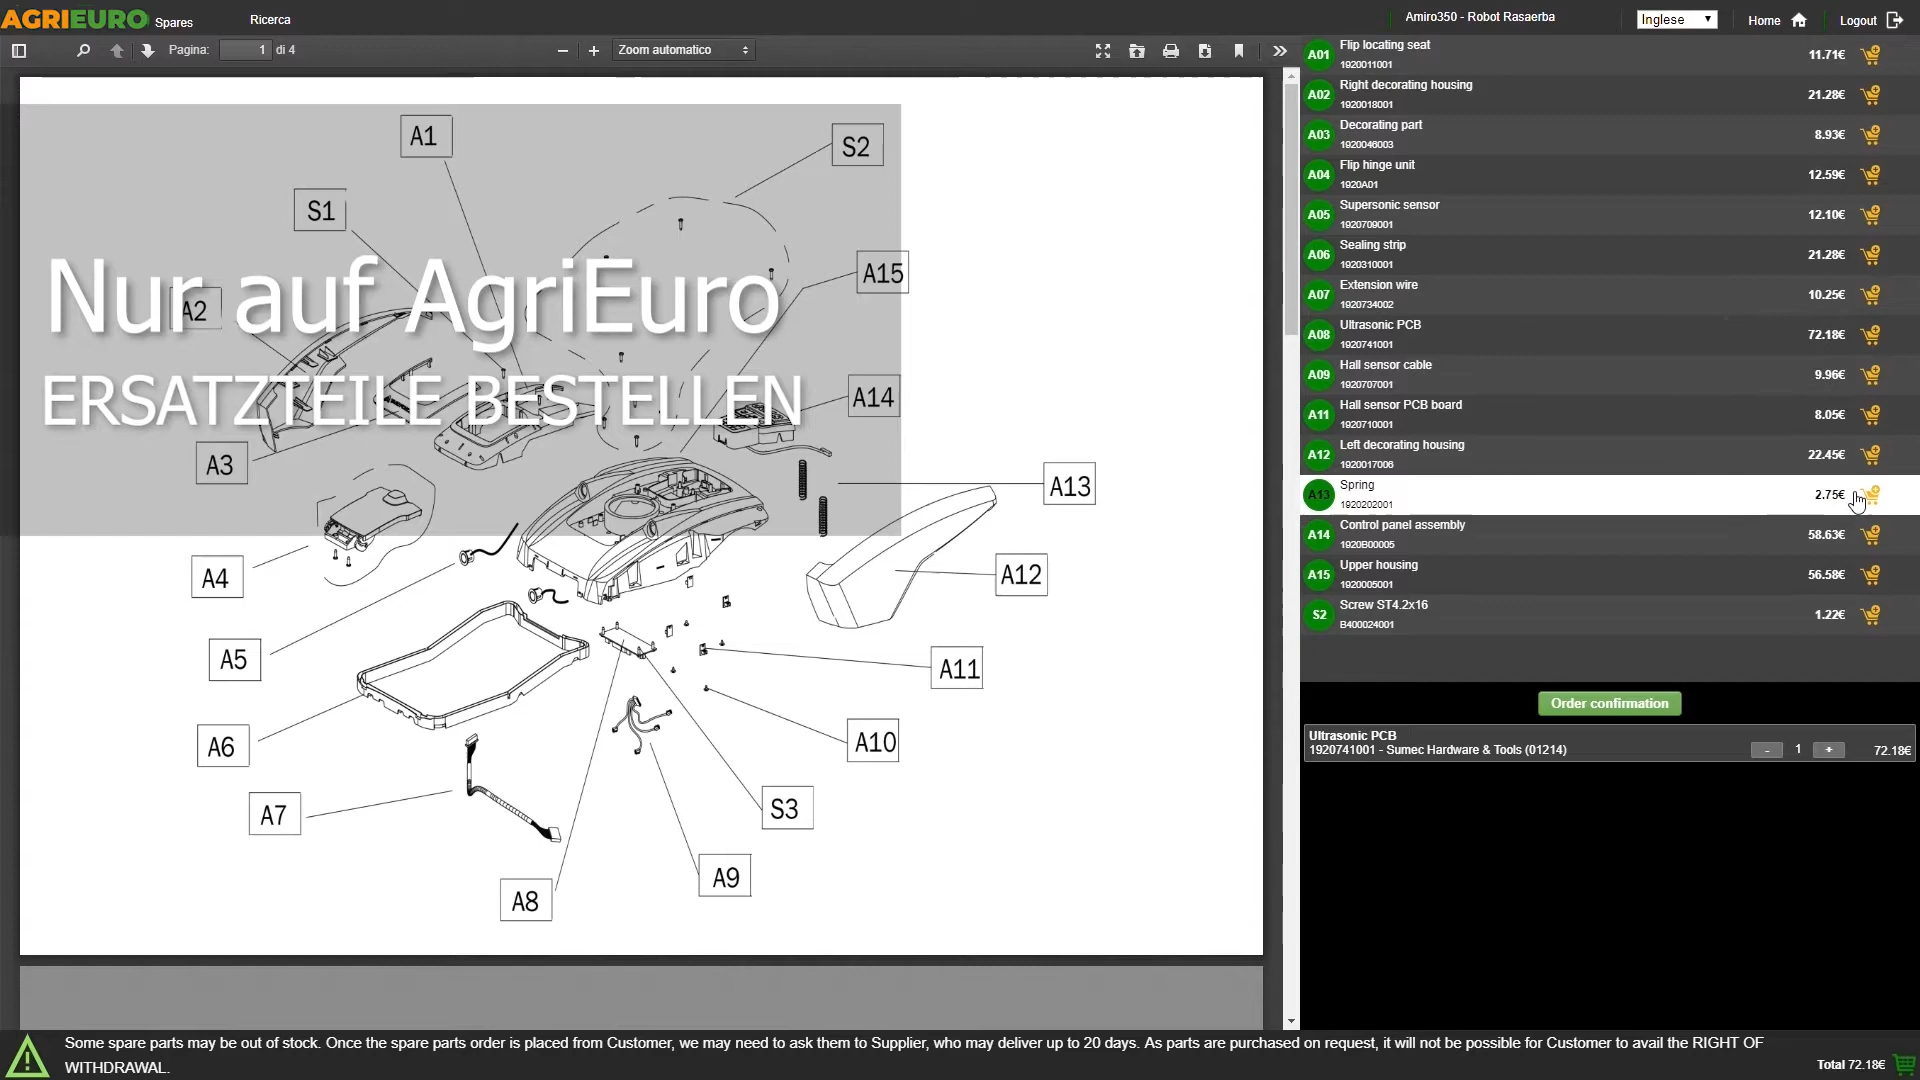 AGRIEURO Spares
Ricerca
Amiro350 - Robot Rasaerba
Inglese
Home
Logout
Pagina: 1 di 4
Zoom automatico
A1
S2
S1
A15
A2
Nur auf AgriEuro
ERSATZTEILE BESTELLEN
A14
A3
A13
A4
A12
A5
A11
A6
A10
A7
S3
A9
A8
A01 Flip locating seat 11.71€
1920011001
A02 Right decorating housing 21.28€
1920018001
A03 Decorating part 8.93€
1920046003
A04 Flip hinge unit 12.59€
1920A01
A05 Supersonic sensor 12.10€
1920709001
A06 Sealing strip 21.28€
1920310001
A07 Extension wire 10.25€
1920734002
A08 Ultrasonic PCB 72.18€
1920741001
A09 Hall sensor cable 9.96€
1920707001
A11 Hall sensor PCB board 8.05€
1920710001
A12 Left decorating housing 22.45€
1920017006
A13 Spring 2.75€
1920202001
A14 Control panel assembly 58.63€
1920B00005
A15 Upper housing 56.58€
1920005001
S2 Screw ST4.2x16 1.22€
B400024001
Order confirmation
Ultrasonic PCB
1920741001 - Sumec Hardware & Tools (01214) - 1 + 72.18€
Some spare parts may be out of stock. Once the spare parts order is placed from Customer, we may need to ask them to Supplier, who may deliver up to 20 days. As parts are purchased on request, it will not be possible for Customer to avail the RIGHT OF
WITHDRAWAL.
Total 72.18€